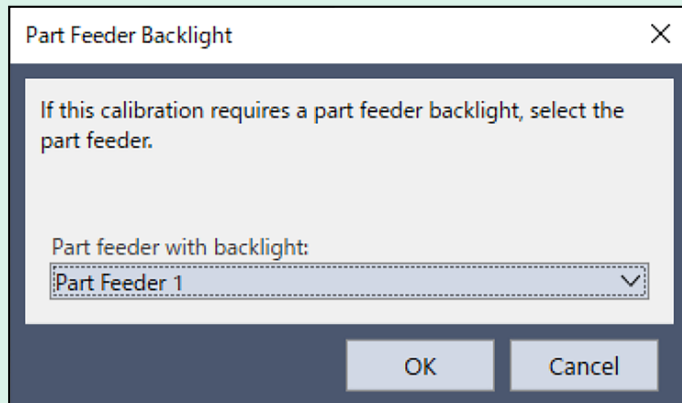 Part Feeder Backlight
If this calibration requires a part feeder backlight, select the
part feeder.
Part feeder with backlight:
Part Feeder 1
OK
Cancel